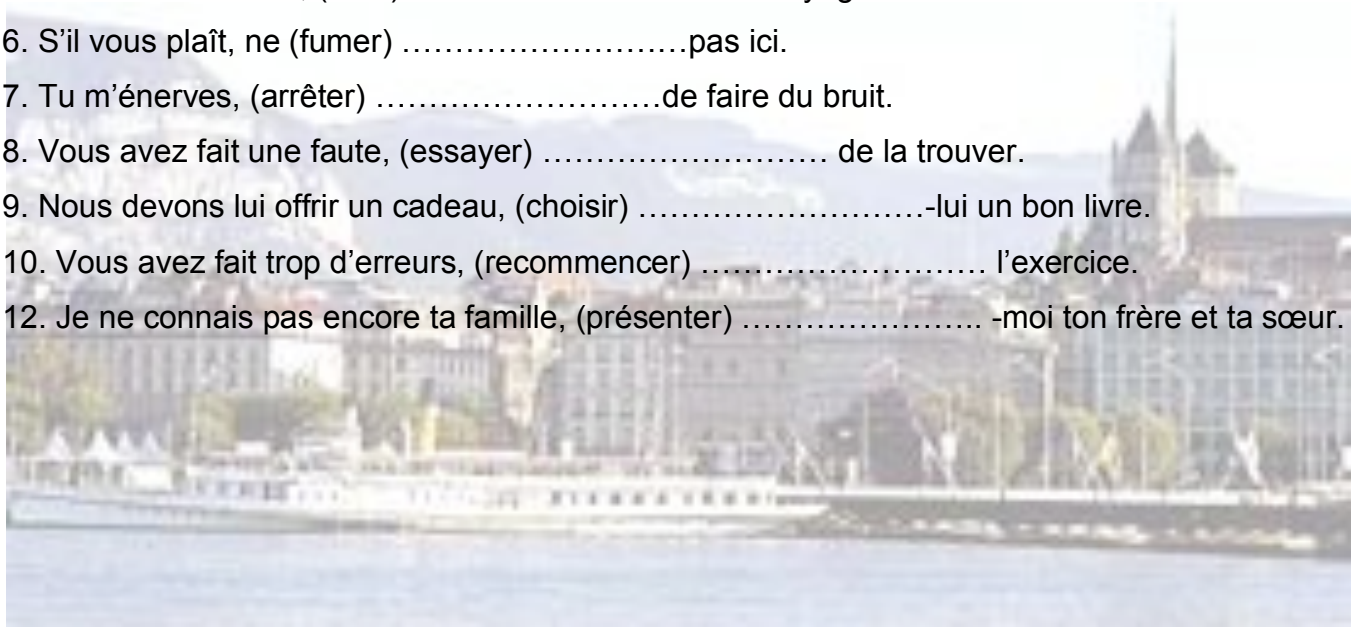 6. S’il vous plaît, ne (fumer) ……………………….pas ici.
7. Tu m’énerves, (arrêter) ………………………de faire du bruit.
8. Vous avez fait une faute, (essayer) ……………………… de la trouver.
9. Nous devons lui offrir un cadeau, (choisir) ………………………-lui un bon livre.
10. Vous avez fait trop d’erreurs, (recommencer) ……………………… l’exercice.
12. Je ne connais pas encore ta famille, (présenter) ………………….. -moi ton frère et ta sœur.